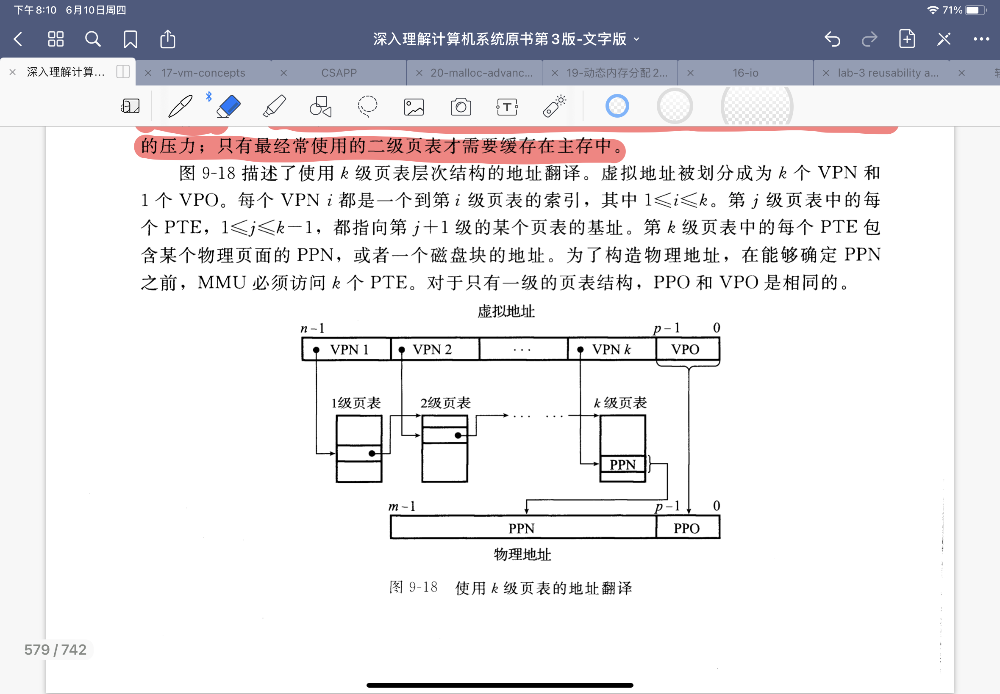 下午8:10 6月10日周四
71%
深入理解计算机系统原书第3版-文字版
深入理解计算...
17-vm-concepts
CSAPP
20-malloc-advanc...
19-动态内存分配2...
16-io
lab-3 reusability a...
的压力；只有最经常使用的二级页表才需要缓存在主存中。
图 9-18 描述了使用 k 级页表层次结构的地址翻译。虚拟地址被划分成为 k 个 VPN 和
1 个 VPO。每个 VPN i 都是一个到第 i 级页表的索引，其中 1≤i≤k。第 j 级页表中的每
个 PTE，1≤j≤k-1，都指向第 j+1 级的某个页表的基址。第 k 级页表中的每个 PTE 包
含某个物理页面的 PPN，或者一个磁盘块的地址。为了构造物理地址，在能够确定 PPN
之前，MMU 必须访问 k 个 PTE。对于只有一级的页表结构，PPO 和 VPO 是相同的。
虚拟地址
n-1 p-1 0
VPN 1 VPN 2 ... VPN k VPO
1级页表 2级页表 k 级页表
... ...
PPN
m-1 p-1 0
PPN PPO
物理地址
图 9-18 使用 k 级页表的地址翻译
579 / 742